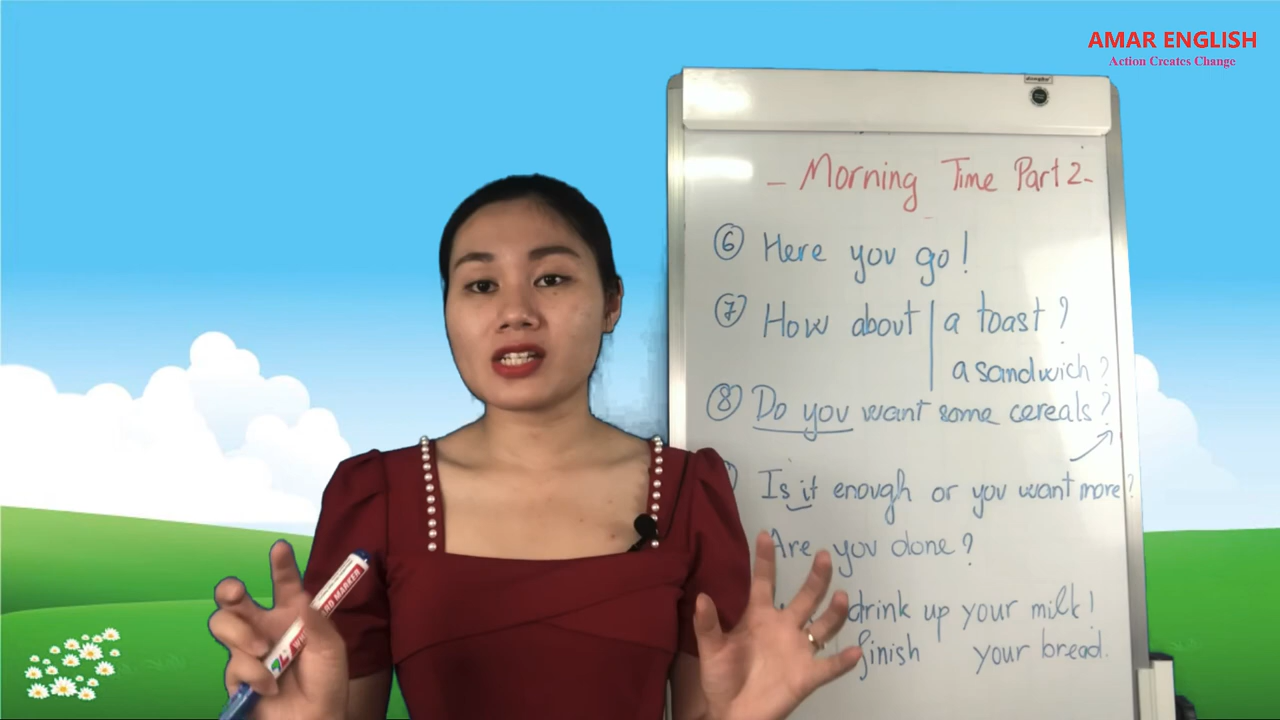 AMAR ENGLISH
Action Creates Change
- Morning Time Part 2-
⑥ Here you go!
⑦ How about | a toast?
a sandwich?
⑧ Do you want some cereals?
Is it enough or you want more?
Are you done?
drink up your milk!
finish your bread.
MARKER